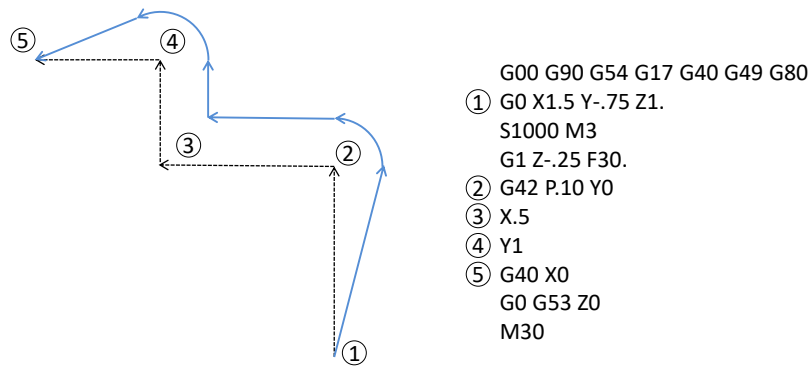 ⑤
④
③
②
①
G00 G90 G54 G17 G40 G49 G80
① G0 X1.5 Y-.75 Z1.
S1000 M3
G1 Z-.25 F30.
② G42 P.10 Y0
③ X.5
④ Y1
⑤ G40 X0
G0 G53 Z0
M30